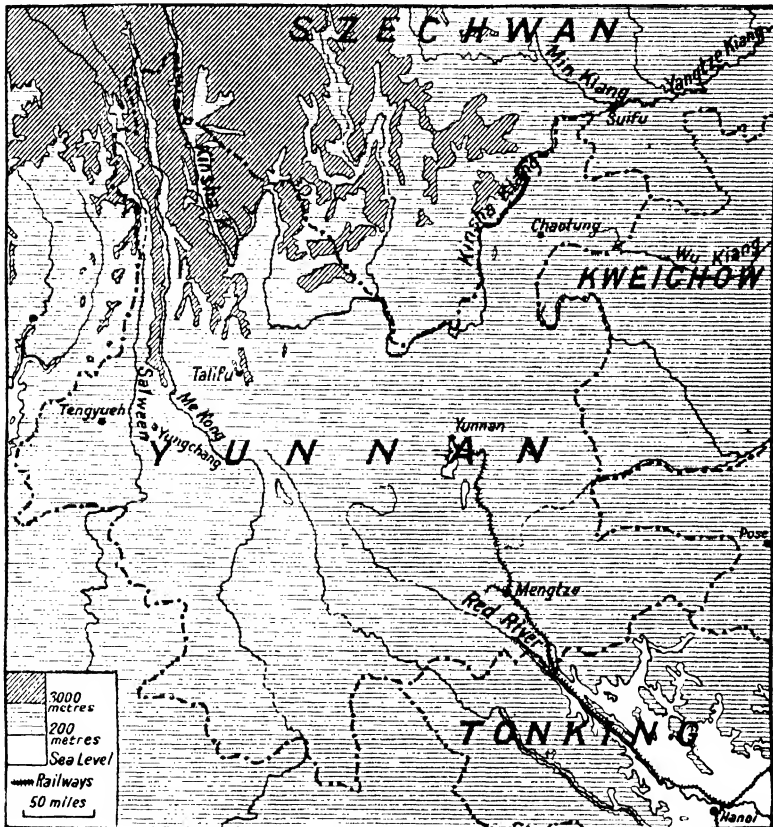 SZECHWAN
Min Kiang
Yangtze Kiang
Suifu
Kinsha K.
Kinsha Kiang
Chaotung
Wu Kiang
KWEICHOW
Talifu
Salween
Me Kong
Tengyueh
Yungchang
Yunnan
YUNNAN
Pose
Mengtze
Red River
TONKING
Hanoi
3000
metres
200
metres
Sea Level
Railways
50 miles